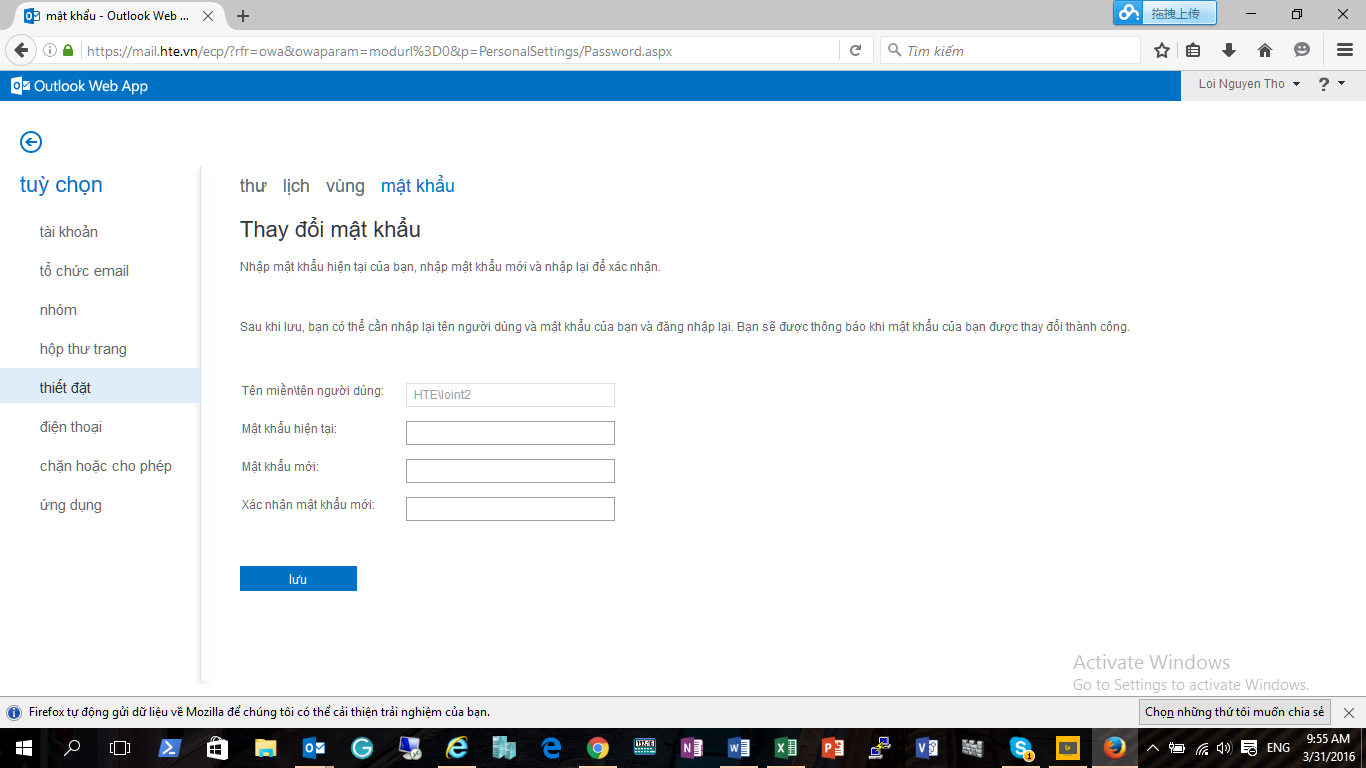 mật khẩu - Outlook Web ...
拖拽上传
https://mail.hte.vn/ecp/?rfr=owa&owaparam=modurl%3D0&p=PersonalSettings/Password.aspx
Tìm kiếm
Outlook Web App
Loi Nguyen Tho
?
tuỳ chọn
tài khoản
tổ chức email
nhóm
hộp thư trang
thiết đặt
điện thoại
chặn hoặc cho phép
ứng dụng
thư lịch vùng mật khẩu
Thay đổi mật khẩu
Nhập mật khẩu hiện tại của bạn, nhập mật khẩu mới và nhập lại để xác nhận.
Sau khi lưu, bạn có thể cần nhập lại tên người dùng và mật khẩu của bạn và đăng nhập lại. Bạn sẽ được thông báo khi mật khẩu của bạn được thay đổi thành công.
Tên miền\tên người dùng: HTE\loint2
Mật khẩu hiện tại:
Mật khẩu mới:
Xác nhận mật khẩu mới:
lưu
Activate Windows
Go to Settings to activate Windows.
Firefox tự động gửi dữ liệu về Mozilla để chúng tôi có thể cải thiện trải nghiệm của bạn.
Chọn những thứ tôi muốn chia sẻ
ENG
9:55 AM
3/31/2016